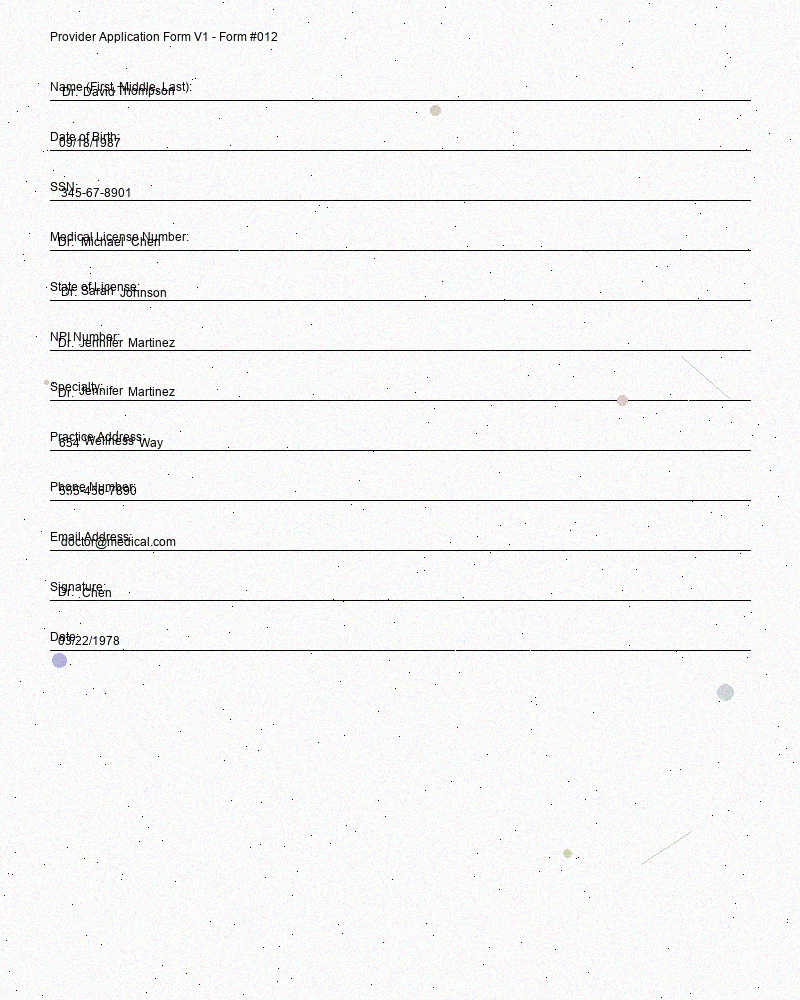 Provider Application Form V1 - Form #012
Name (First, Middle, Last):
Dr. David Thompson
Date of Birth:
09/18/1987
SSN:
345-67-8901
Medical License Number:
Dr. Michael Chen
State of License:
Dr. Sarah Johnson
NPI Number:
Dr. Jennifer Martinez
Specialty:
Dr. Jennifer Martinez
Practice Address:
654 Wellness Way
Phone Number:
555-456-7890
Email Address:
doctor@medical.com
Signature:
Dr. Chen
Date:
03/22/1978